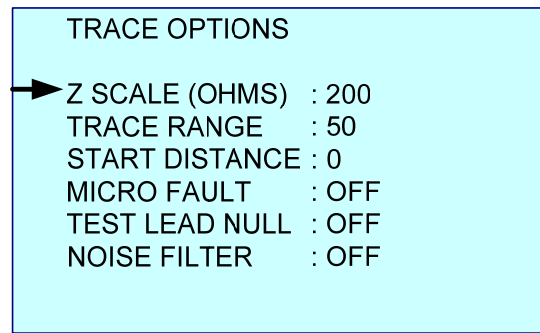 TRACE OPTIONS
Z SCALE (OHMS) : 200
TRACE RANGE : 50
START DISTANCE : 0
MICRO FAULT : OFF
TEST LEAD NULL : OFF
NOISE FILTER : OFF